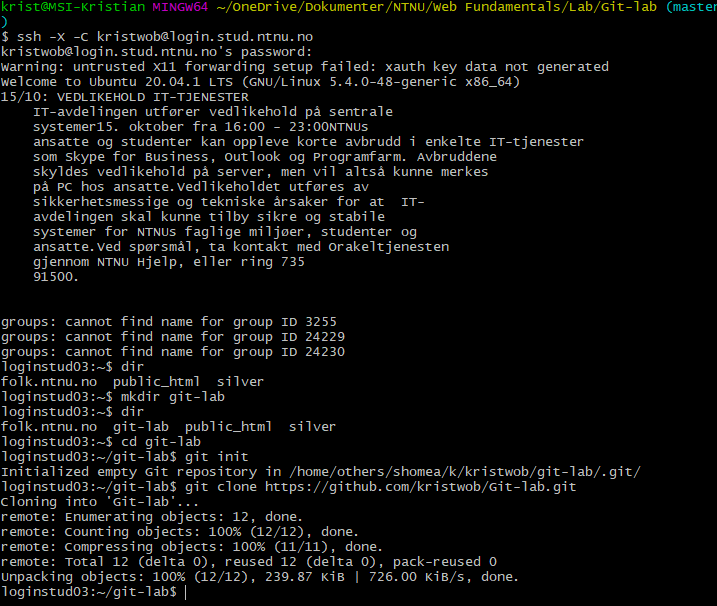 krist@MSI-Kristian MINGW64 ~/OneDrive/Dokumenter/NTNU/Web Fundamentals/Lab/Git-lab (master
)
$ ssh -X -C kristwob@login.stud.ntnu.no
kristwob@login.stud.ntnu.no's password:
Warning: untrusted X11 forwarding setup failed: xauth key data not generated
Welcome to Ubuntu 20.04.1 LTS (GNU/Linux 5.4.0-48-generic x86_64)
15/10: VEDLIKEHOLD IT-TJENESTER
    IT-avdelingen utfører vedlikehold på sentrale
    systemer15. oktober fra 16:00 - 23:00NTNUs
    ansatte og studenter kan oppleve korte avbrudd i enkelte IT-tjenester
    som Skype for Business, Outlook og Programfarm. Avbruddene
    skyldes vedlikehold på server, men vil altså kunne merkes
    på PC hos ansatte.Vedlikeholdet utføres av
    sikkerhetsmessige og tekniske årsaker for at  IT-
    avdelingen skal kunne tilby sikre og stabile
    systemer for NTNUs faglige miljøer, studenter og
    ansatte.Ved spørsmål, ta kontakt med Orakeltjenesten
    gjennom NTNU Hjelp, eller ring 735
    91500.
groups: cannot find name for group ID 3255
groups: cannot find name for group ID 24229
groups: cannot find name for group ID 24230
loginstud03:~$ dir
folk.ntnu.no  public_html  silver
loginstud03:~$ mkdir git-lab
loginstud03:~$ dir
folk.ntnu.no  git-lab  public_html  silver
loginstud03:~$ cd git-lab
loginstud03:~/git-lab$ git init
Initialized empty Git repository in /home/others/shomea/k/kristwob/git-lab/.git/
loginstud03:~/git-lab$ git clone https://github.com/kristwob/Git-lab.git
Cloning into 'Git-lab'...
remote: Enumerating objects: 12, done.
remote: Counting objects: 100% (12/12), done.
remote: Compressing objects: 100% (11/11), done.
remote: Total 12 (delta 0), reused 12 (delta 0), pack-reused 0
Unpacking objects: 100% (12/12), 239.87 KiB | 726.00 KiB/s, done.
loginstud03:~/git-lab$